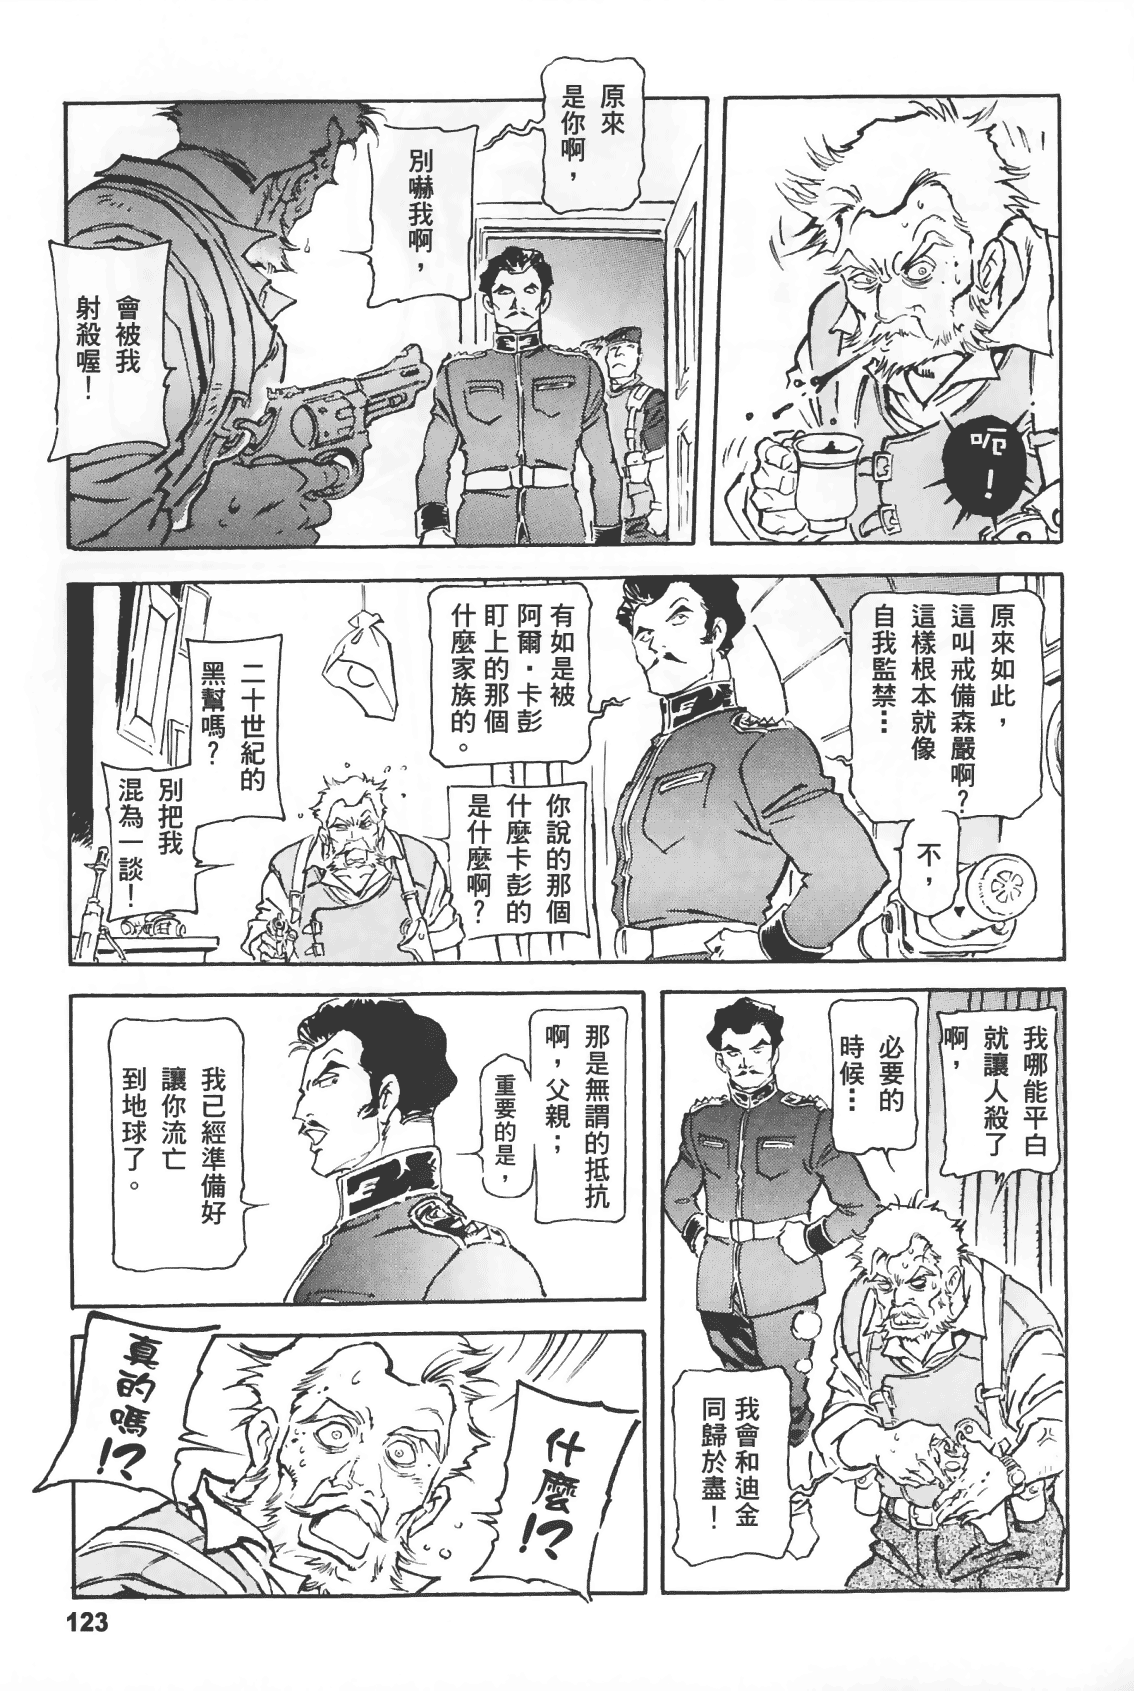 呃！
原來
是你啊，
別嚇我啊，
會被我
射殺喔！
原來如此，
這叫戒備森嚴啊？
這樣根本就像
自我監禁⋯
不，
有如是被
阿爾・卡彭
盯上的那個
什麼家族的。
你說的那個
什麼卡彭的
是什麼啊？
二十世紀的
黑幫嗎？
別把我
混為一談！
我哪能平白
就讓人殺了
啊，
必要的
時候⋯
我會和迪金
同歸於盡！
那是無謂的抵抗
啊，父親；
重要的是，
我已經準備好
讓你流亡
到地球了。
什麼!?
真的嗎!?
123